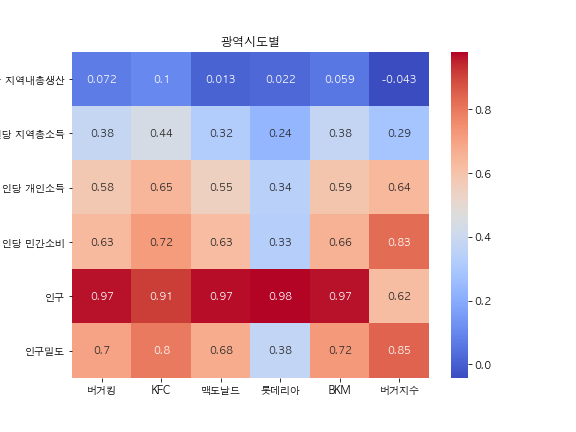 광역시도별
지역내총생산 0.072 0.1 0.013 0.022 0.059 -0.043
지역총소득 0.38 0.44 0.32 0.24 0.38 0.29
인당 개인소득 0.58 0.65 0.55 0.34 0.59 0.64
인당 민간소비 0.63 0.72 0.63 0.33 0.66 0.83
인구 0.97 0.91 0.97 0.98 0.97 0.62
인구밀도 0.7 0.8 0.68 0.38 0.72 0.85
버거킹 KFC 맥도날드 롯데리아 BKM 버거지수
0.8
0.6
0.4
0.2
0.0